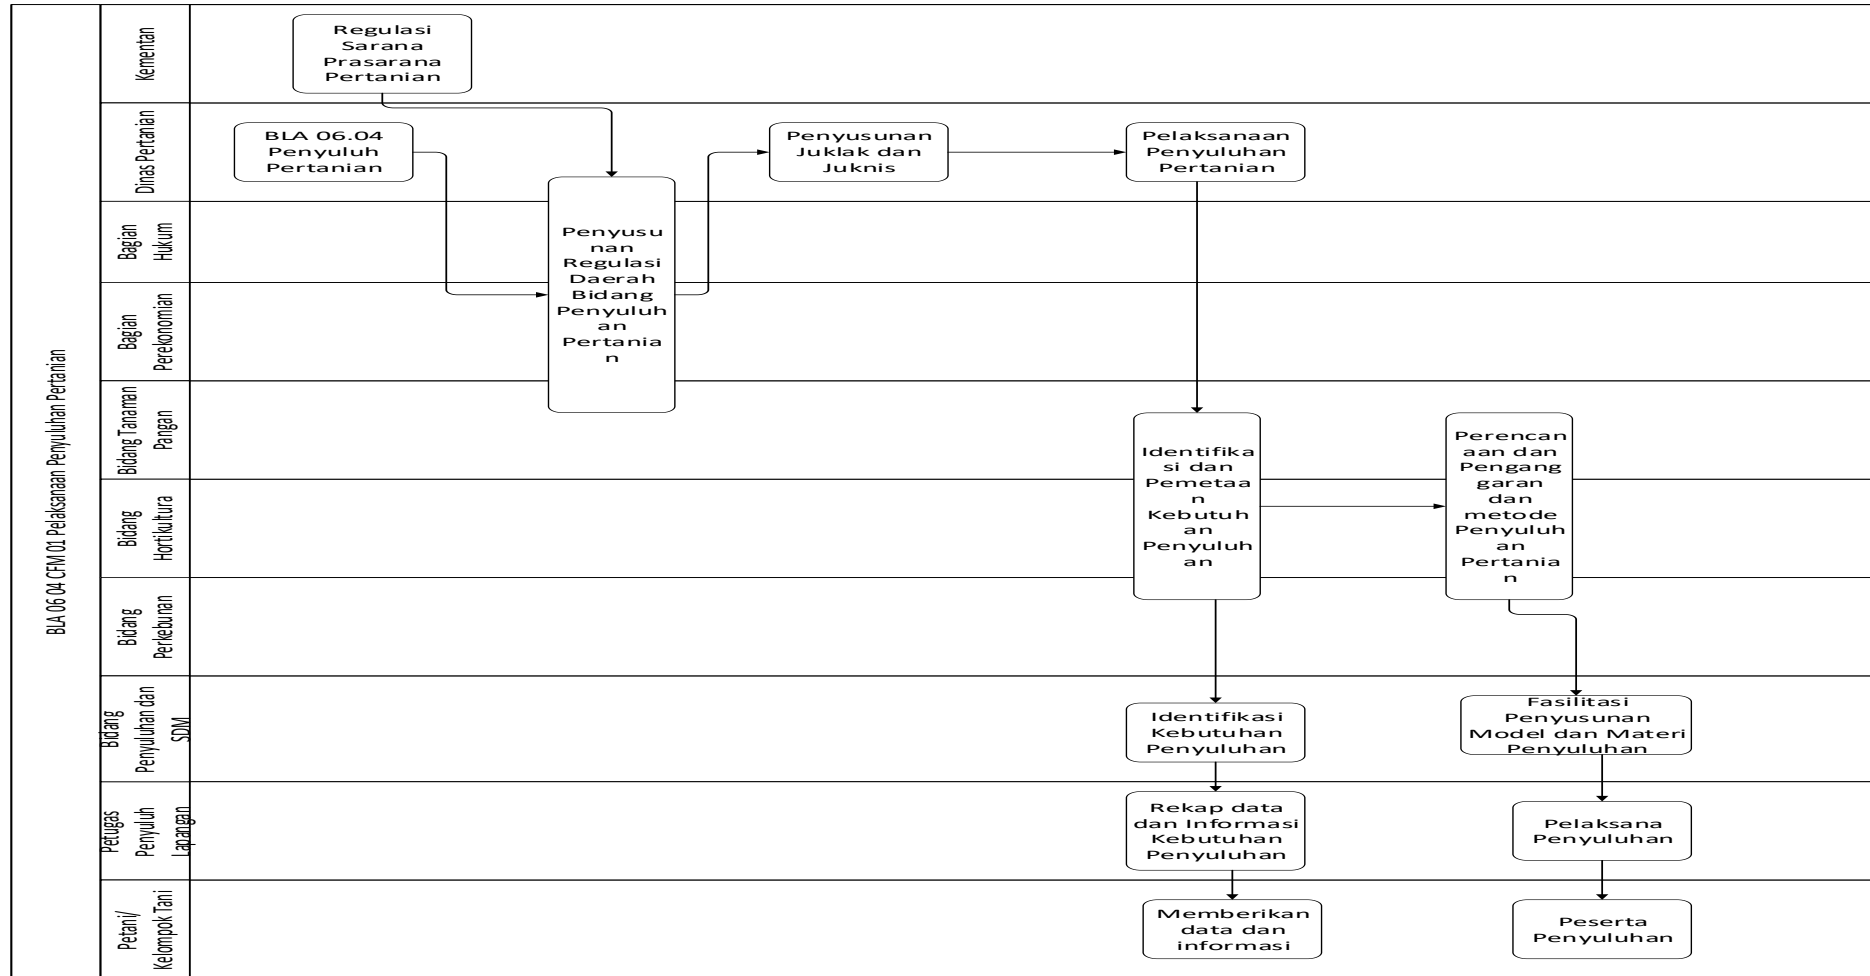 BLA 06 04 CFM 01 Pelaksanaan Penyuluhan Pertanian
Kementan
Regulasi
Sarana
Prasarana
Pertanian
Dinas Pertanian
BLA 06.04
Penyuluh
Pertanian
Penyusunan
Juklak dan
Juknis
Pelaksanaan
Penyuluhan
Pertanian
Bagian
Hukum
Bagian
Perekonomian
Penyusu
nan
Regulasi
Daerah
Bidang
Penyuluh
an
Pertania
n
Bidang Tanaman
Pangan
Bidang
Hortikultura
Bidang
Perkebunan
Identifika
si dan
Pemetaa
n
Kebutuh
an
Penyuluh
an
Perencan
aan dan
Pengang
garan
dan
metode
Penyuluh
an
Pertania
n
Bidang
Penyuluhan dan
SDM
Identifikasi
Kebutuhan
Penyuluhan
Fasilitasi
Penyusunan
Model dan Materi
Penyuluhan
Petugas
Penyuluh
Lapangan
Rekap data
dan Informasi
Kebutuhan
Penyuluhan
Pelaksana
Penyuluhan
Petani/
Kelompok Tani
Memberikan
data dan
informasi
Peserta
Penyuluhan